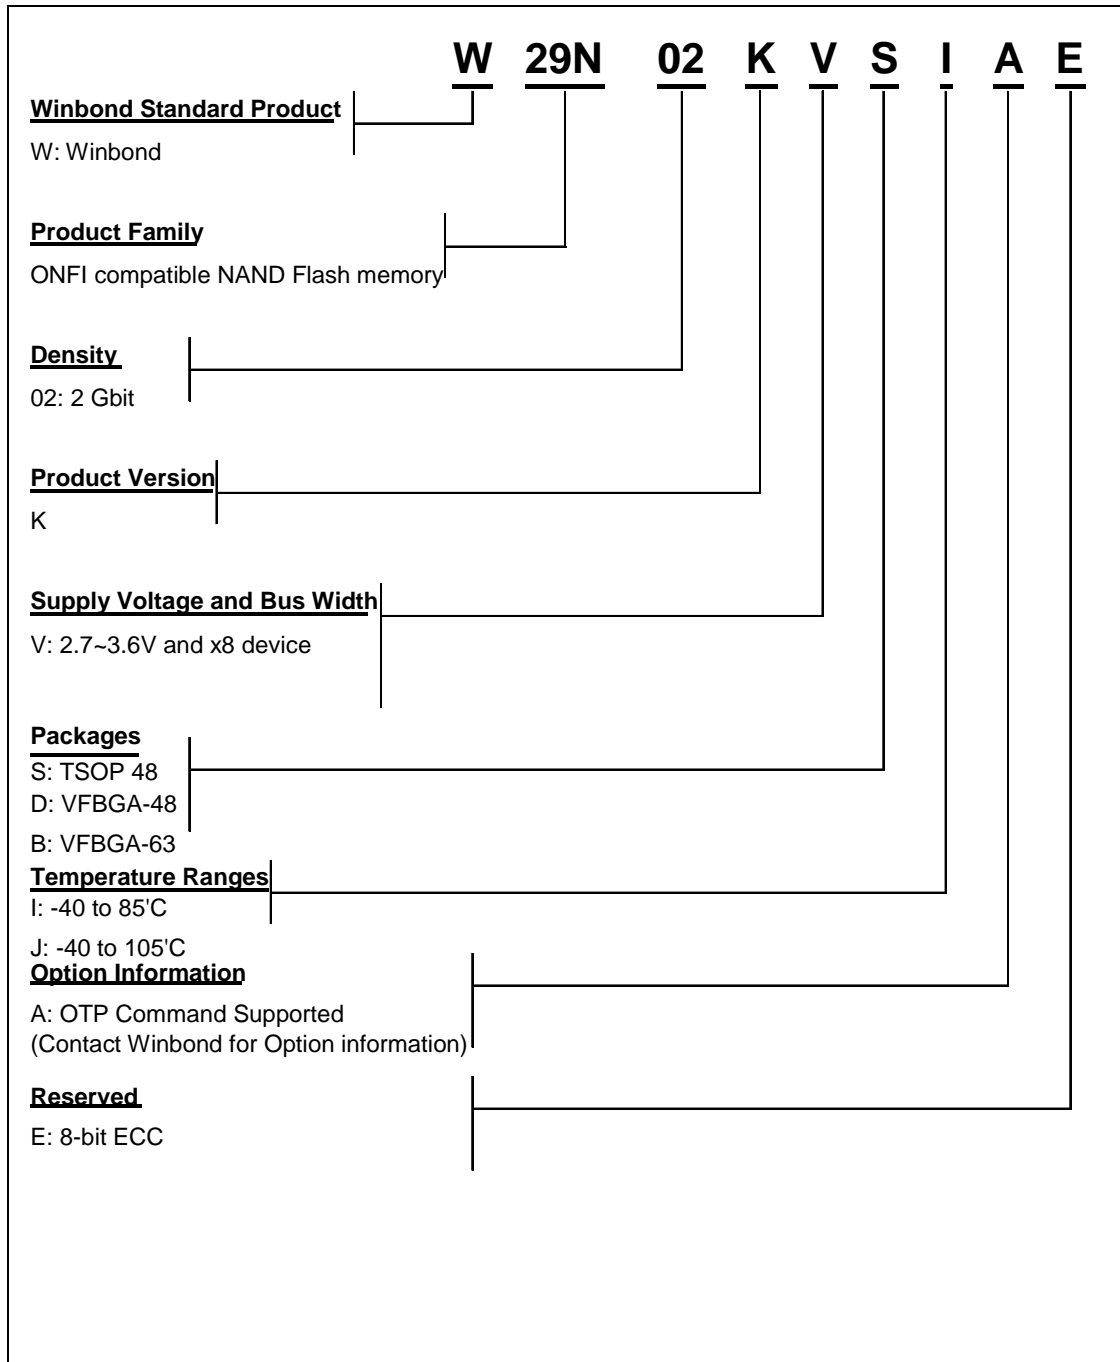 W 29N 02 K V S I A E
Winbond Standard Product
W: Winbond
Product Family
ONFI compatible NAND Flash memory
Density
02: 2 Gbit
Product Version
K
Supply Voltage and Bus Width
V: 2.7~3.6V and x8 device
Packages
S: TSOP 48
D: VFBGA-48
B: VFBGA-63
Temperature Ranges
I: -40 to 85'C
J: -40 to 105'C
Option Information
A: OTP Command Supported
(Contact Winbond for Option information)
Reserved
E: 8-bit ECC